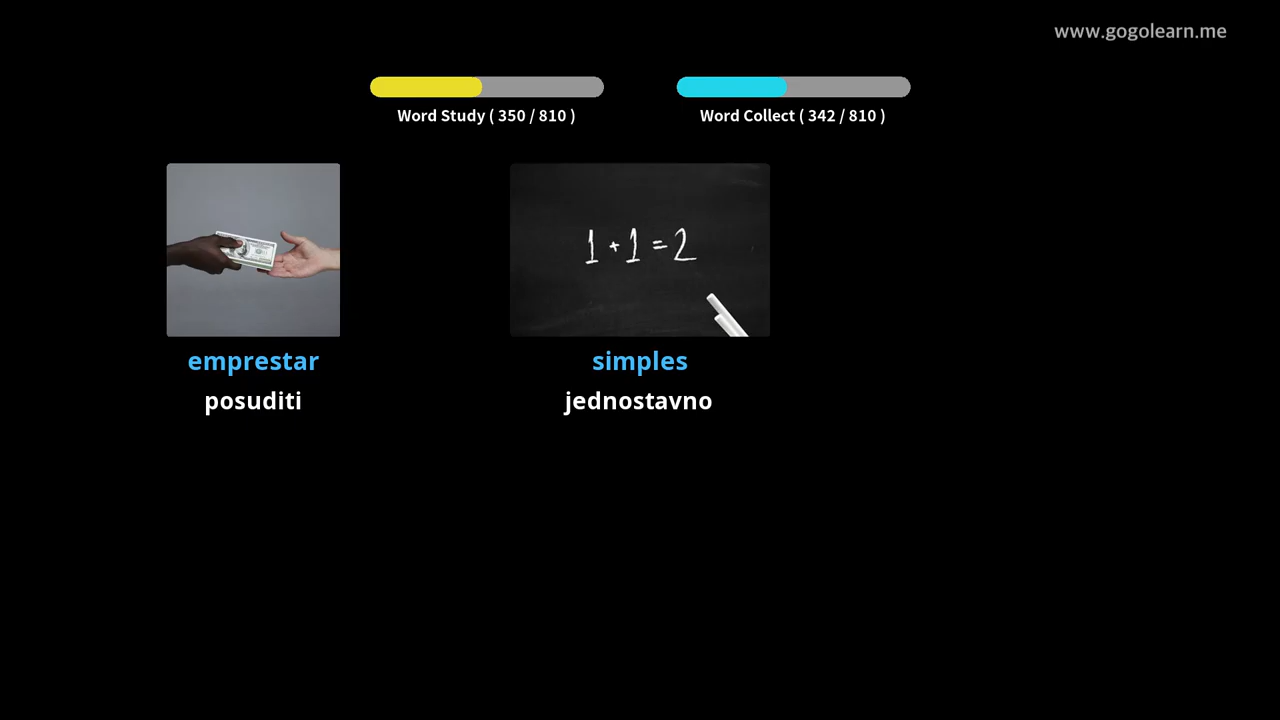 www.gogolearn.me
Word Study ( 350 / 810 )
Word Collect ( 342 / 810 )
1 + 1 = 2
emprestar
posuditi
simples
jednostavno